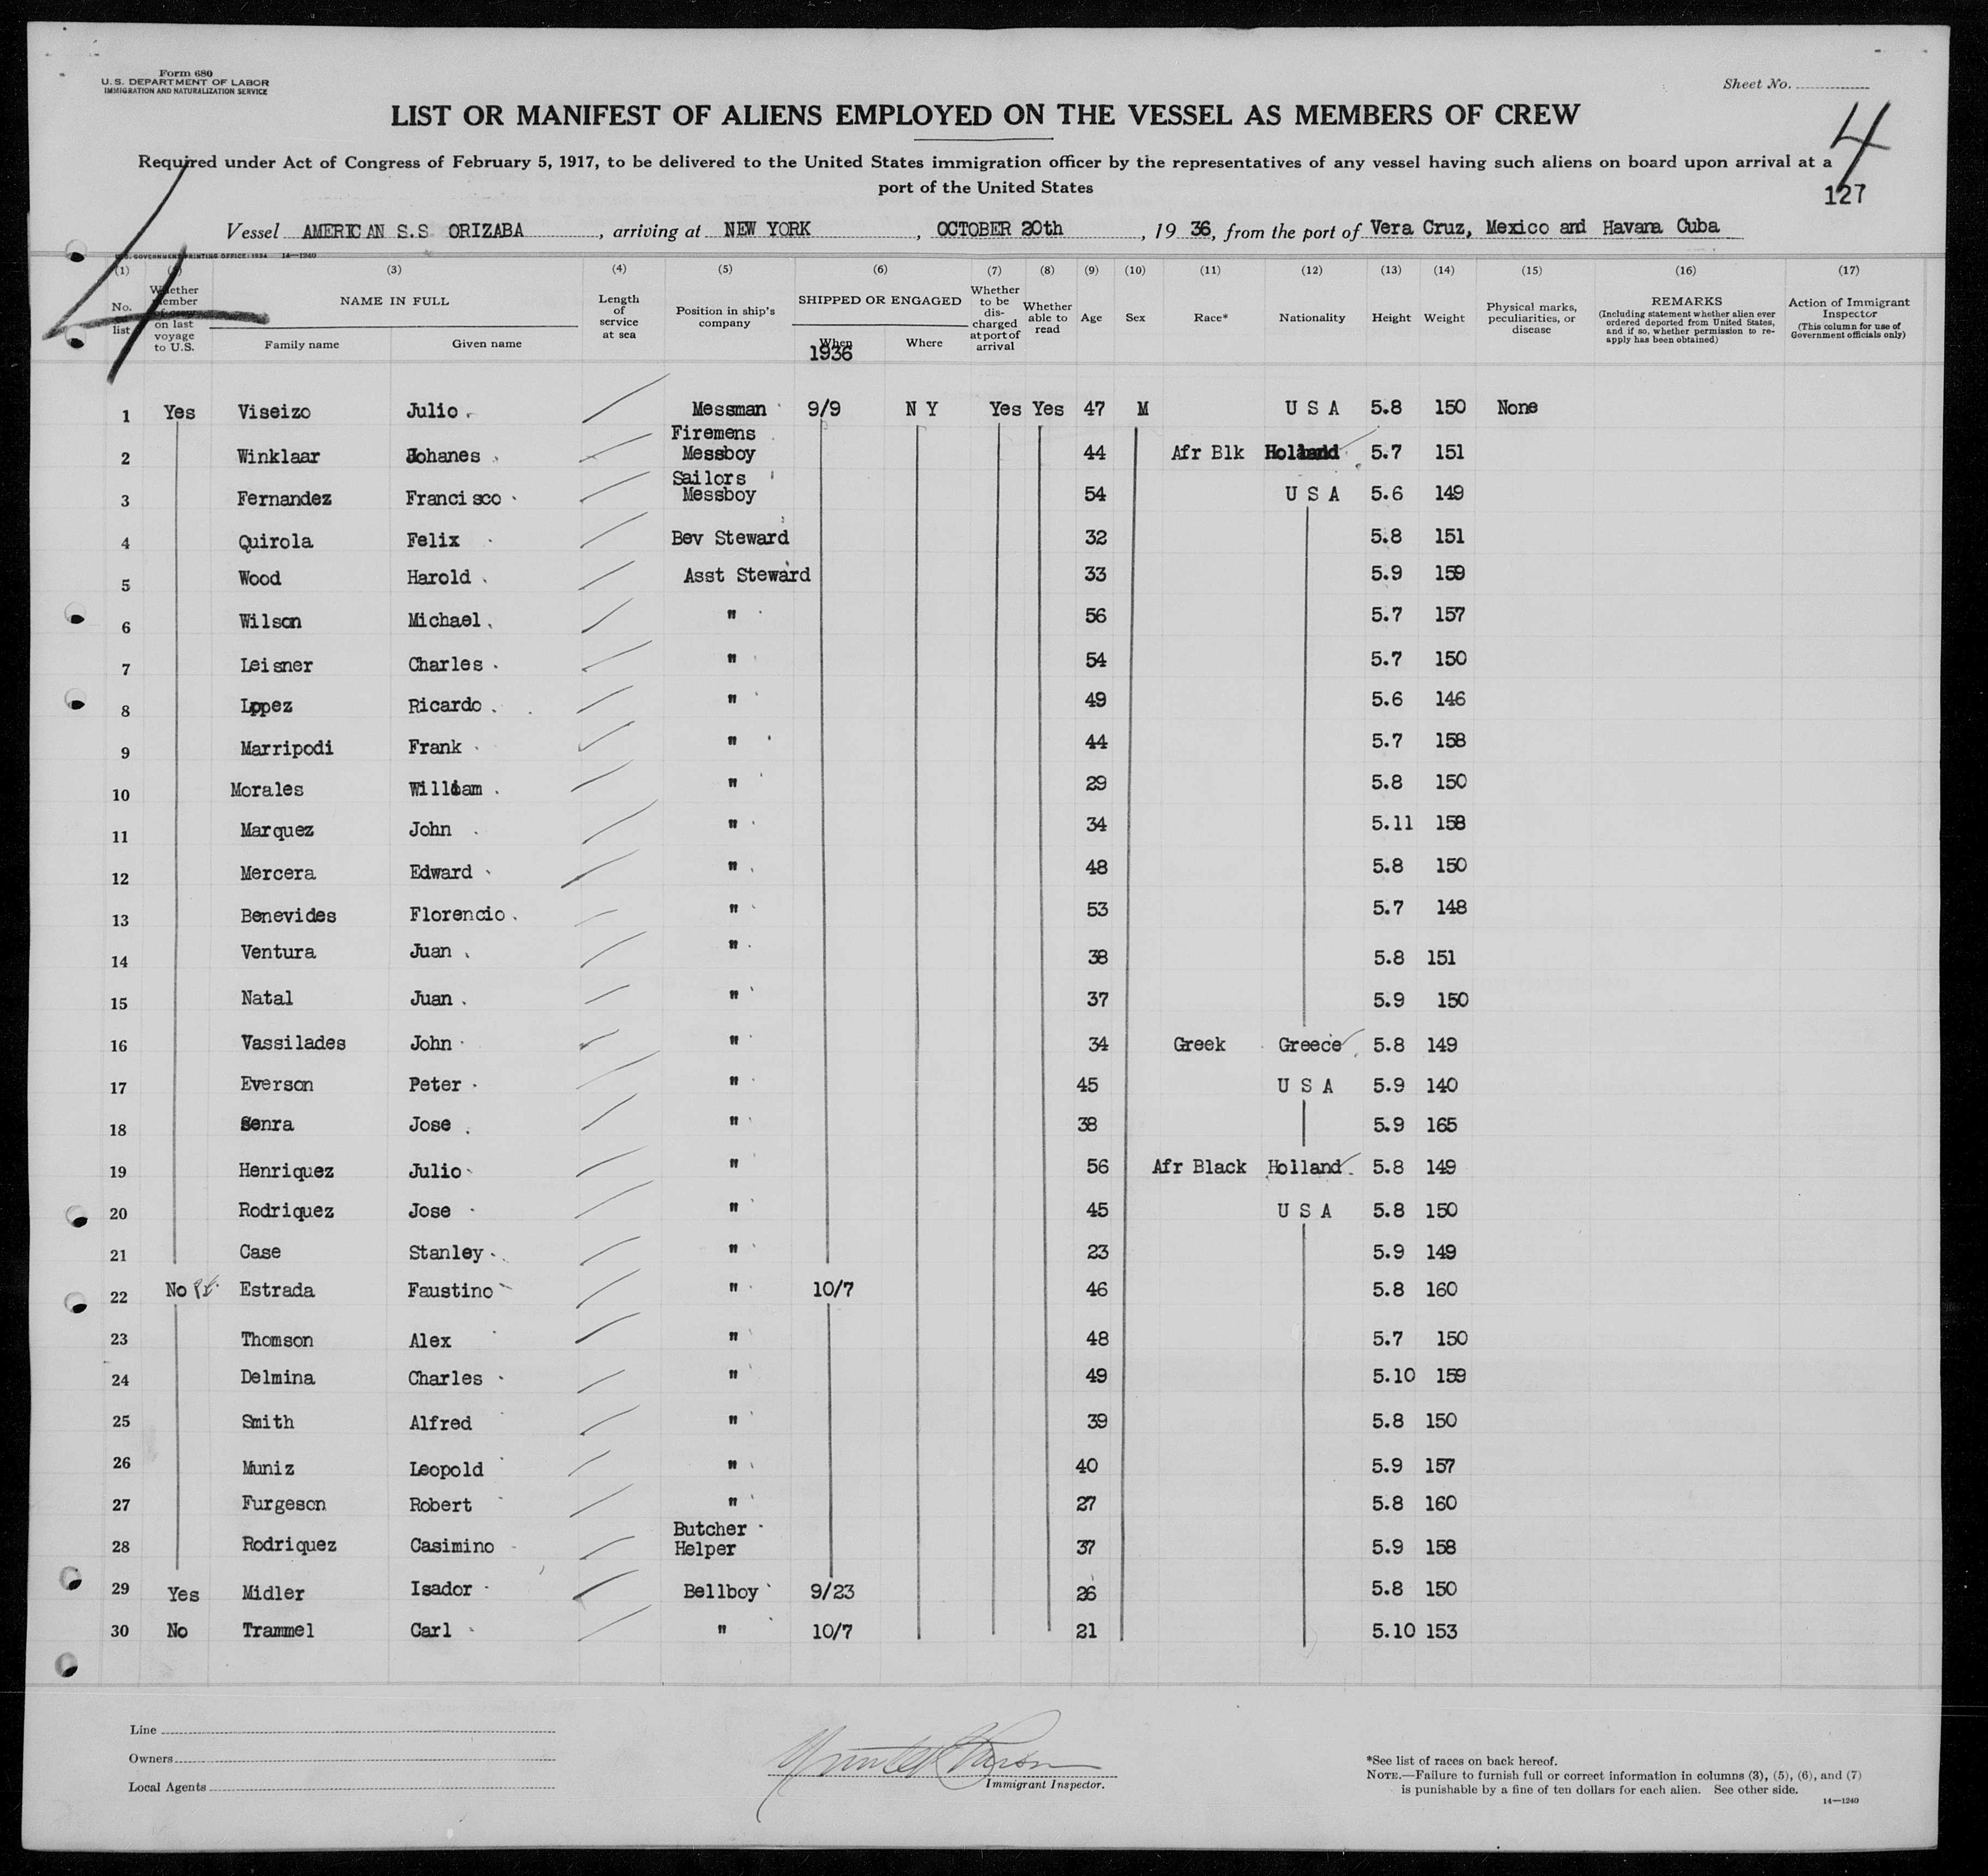 Form 680
U. S. DEPARTMENT OF LABOR
IMMIGRATION AND NATURALIZATION SERVICE
Sheet No.
4
LIST OR MANIFEST OF ALIENS EMPLOYED ON THE VESSEL AS MEMBERS OF CREW
Required under Act of Congress of February 5, 1917, to be delivered to the United States immigration officer by the representatives of any vessel having such aliens on board upon arrival at a
port of the United States
127
Vessel AMERICAN S.S ORIZABA, arriving at NEW YORK, OCTOBER 20th, 19 36, from the port of Vera Cruz, Mexico and Havana Cuba
GOVERNMENT PRINTING OFFICE: 1934 14—1240
(1) (3) (4) (5) (6) (7) (8) (9) (10) (11) (12) (13) (14) (15) (16) (17)
No. list
Whether member of crew on last voyage to U.S.
NAME IN FULL
Family name Given name
Length of service at sea
Position in ship's company
SHIPPED OR ENGAGED
When Where
1936
Whether to be discharged at port of arrival
Whether able to read
Age
Sex
Race*
Nationality
Height
Weight
Physical marks, peculiarities, or disease
REMARKS
(Including statement whether alien ever ordered deported from United States, and if so, whether permission to re-apply has been obtained)
Action of Immigrant Inspector
(This column for use of Government officials only)
1 Yes Viseizo Julio Messman 9/9 N Y Yes Yes 47 M U S A 5.8 150 None
2 Winklaar Johanes Firemens Messboy 44 Afr Blk Holland 5.7 151
3 Fernandez Francisco Sailors Messboy 54 U S A 5.6 149
4 Quirola Felix Bev Steward 32 5.8 151
5 Wood Harold Asst Steward 33 5.9 159
6 Wilson Michael " 56 5.7 157
7 Leisner Charles " 54 5.7 150
8 Lopez Ricardo " 49 5.6 146
9 Marripodi Frank " 44 5.7 158
10 Morales William " 29 5.8 150
11 Marquez John " 34 5.11 158
12 Mercera Edward " 48 5.8 150
13 Benevides Florencio " 53 5.7 148
14 Ventura Juan " 38 5.8 151
15 Natal Juan " 37 5.9 150
16 Vassilades John " 34 Greek Greece 5.8 149
17 Everson Peter " 45 U S A 5.9 140
18 Senra Jose " 38 5.9 165
19 Henriquez Julio " 56 Afr Black Holland 5.8 149
20 Rodriquez Jose " 45 U S A 5.8 150
21 Case Stanley " 23 5.9 149
22 No Estrada Faustino " 10/7 46 5.8 160
23 Thomson Alex " 48 5.7 150
24 Delmina Charles " 49 5.10 159
25 Smith Alfred " 39 5.8 150
26 Muniz Leopold " 40 5.9 157
27 Furgeson Robert " 27 5.8 160
28 Rodriquez Casimino Butcher Helper 37 5.9 158
29 Yes Midler Isador Bellboy 9/23 26 5.8 150
30 No Trammel Carl " 10/7 21 5.10 153
Line
Owners
Local Agents
Immigrant Inspector.
*See list of races on back hereof.
NOTE.—Failure to furnish full or correct information in columns (3), (5), (6), and (7)
is punishable by a fine of ten dollars for each alien. See other side.
14—1240